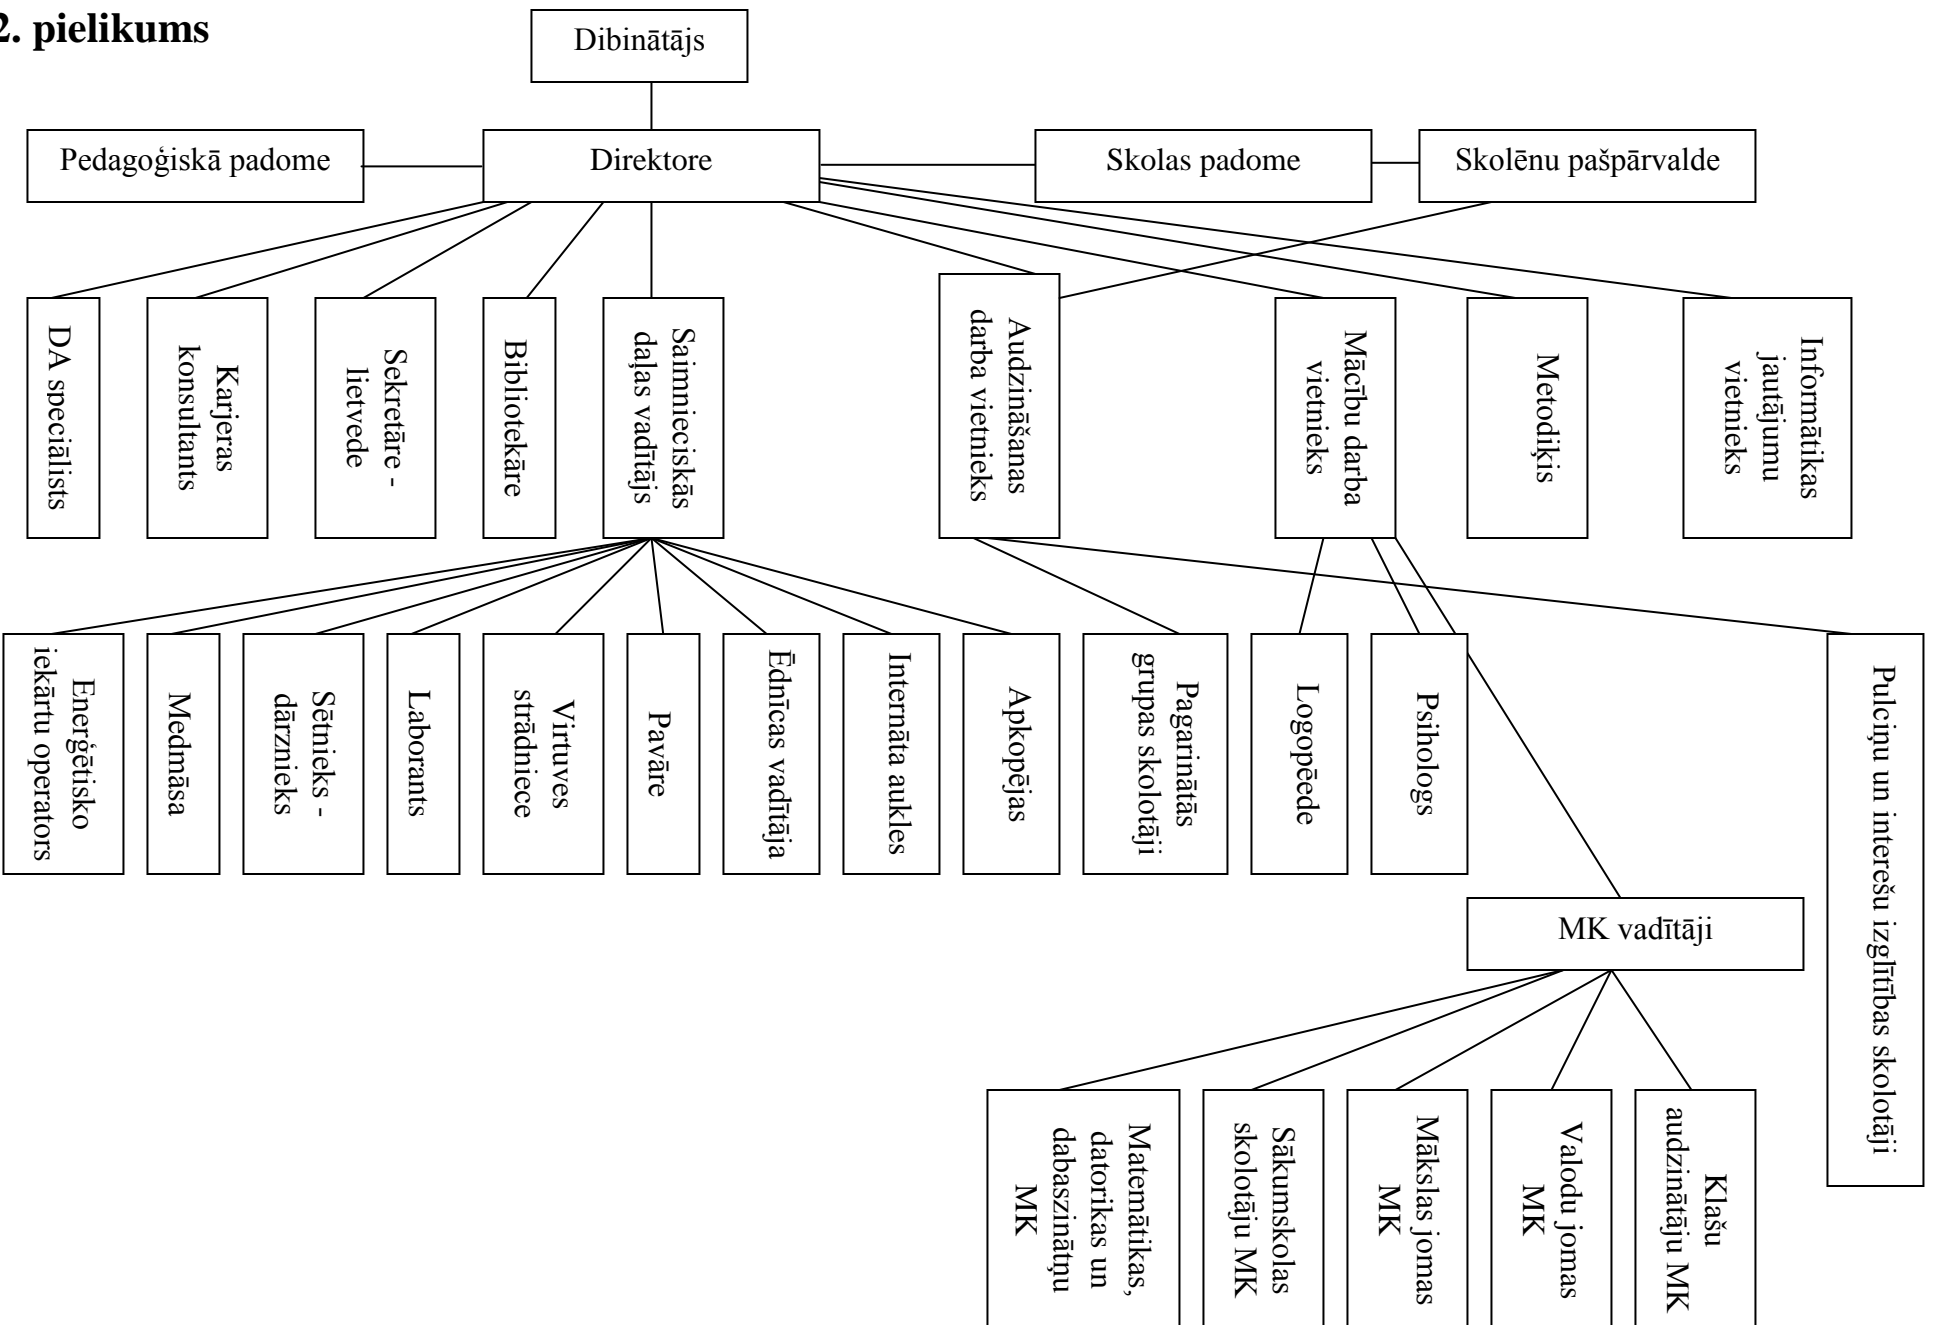 2. pielikums
Dibinātājs
Pedagoģiskā padome
Direktore
Skolas padome
Skolēnu pašpārvalde
DA speciālists
Karjeras
konsultants
Sekretāre -
lietvede
Bibliotekāre
Saimnieciskās
daļas vadītājs
Audzināšanas
darba vietnieks
Mācību darba
vietnieks
Metodiķis
Informātikas
jautājumu
vietnieks
Enerģētisko
iekārtu operators
Medmāsa
Sētnieks -
dārznieks
Laborants
Virtuves
strādniece
Pavāre
Ēdnīcas vadītāja
Internāta aukles
Apkopējas
Pagarinātās
grupas skolotāji
Logopēde
Psihologs
Pulciņu un interešu izglītības skolotāji
MK vadītāji
Matemātikas,
datorikas un
dabaszinātņu
MK
Sākumskolas
skolotāju MK
Mākslas jomas
MK
Valodu jomas
MK
Klašu
audzinātāju MK